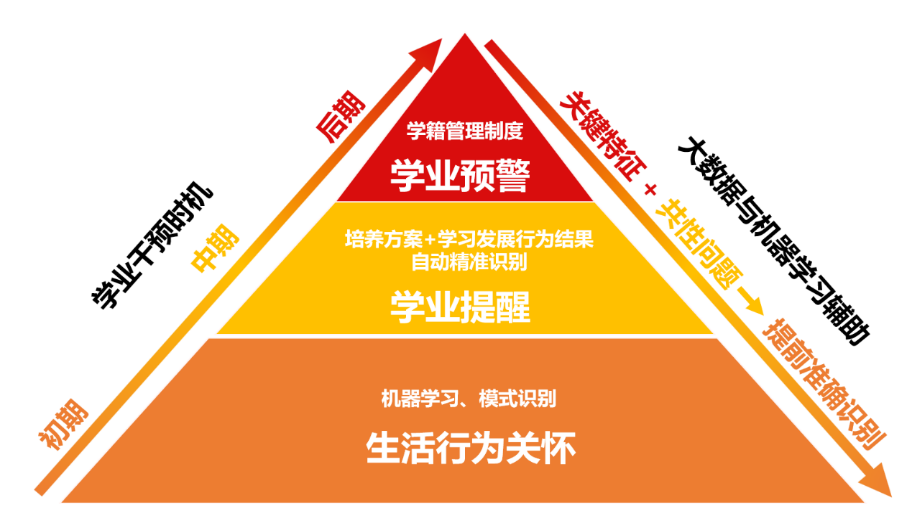 学籍管理制度
学业预警
培养方案+学习发展行为结果
自动精准识别
学业提醒
机器学习、模式识别
生活行为关怀
学业干预时机
初期
中期
后期
关键特征 + 共性问题 → 提前准确识别
大数据与机器学习辅助